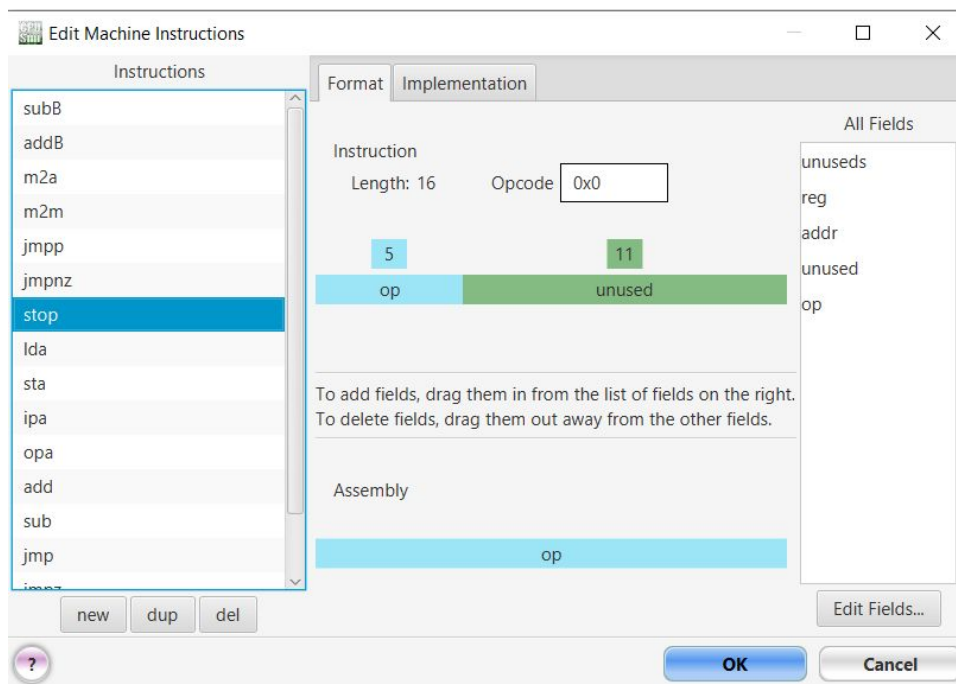 Edit Machine Instructions
Instructions
subB
addB
m2a
m2m
jmpp
jmpnz
stop
lda
sta
ipa
opa
add
sub
jmp
new
dup
del
Format
Implementation
Instruction
Length: 16
Opcode
0x0
5
11
op
unused
To add fields, drag them in from the list of fields on the right.
To delete fields, drag them out away from the other fields.
Assembly
op
All Fields
unuseds
reg
addr
unused
op
Edit Fields...
?
OK
Cancel